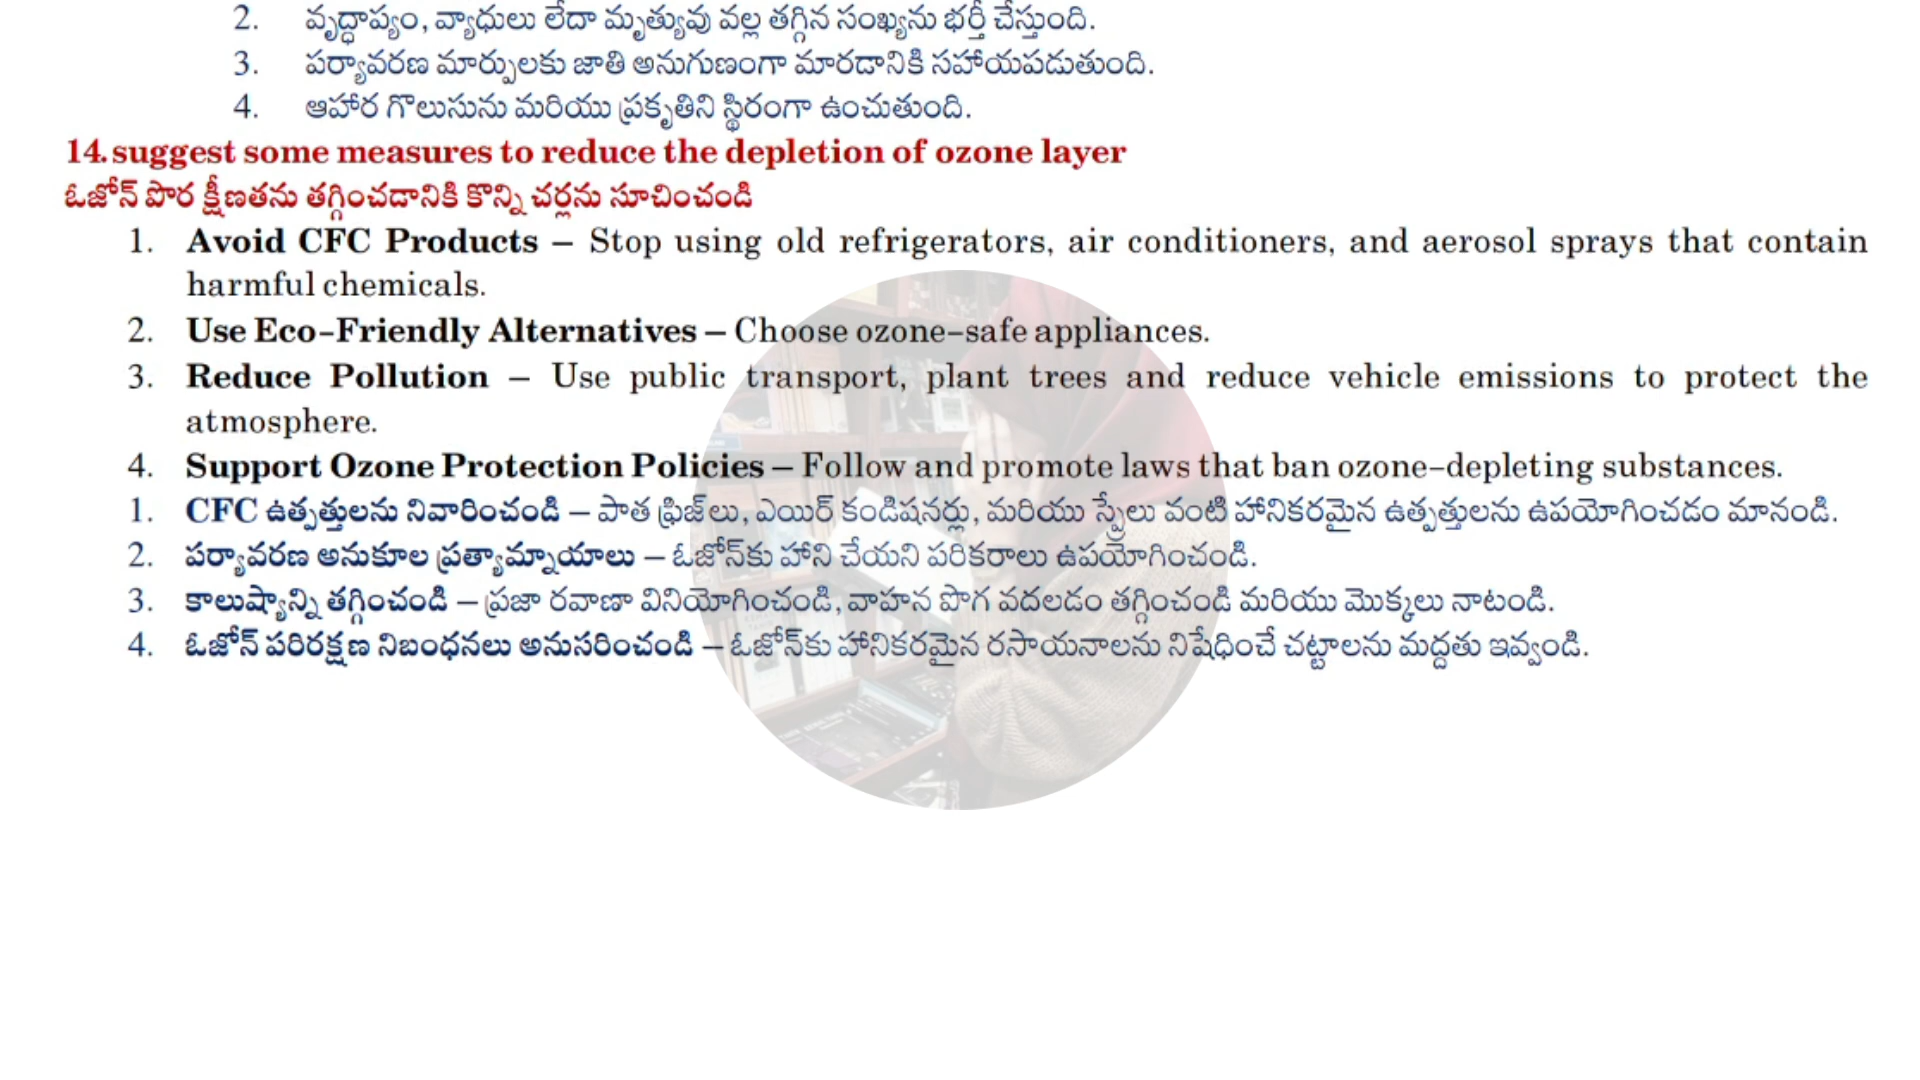 2. వృద్ధాప్యం, వ్యాధులు లేదా మృత్యువు వల్ల తగ్గిన సంఖ్యను భర్తీ చేస్తుంది.
3. పర్యావరణ మార్పులకు జాతి అనుగుణంగా మారడానికి సహాయపడుతుంది.
4. ఆహార గొలుసును మరియు ప్రకృతిని స్థిరంగా ఉంచుతుంది.
14. suggest some measures to reduce the depletion of ozone layer
ఓజోన్ పొర క్షీణతను తగ్గించడానికి కొన్ని చర్లను సూచించండి
1. Avoid CFC Products – Stop using old refrigerators, air conditioners, and aerosol sprays that contain
harmful chemicals.
2. Use Eco-Friendly Alternatives – Choose ozone-safe appliances.
3. Reduce Pollution – Use public transport, plant trees and reduce vehicle emissions to protect the
atmosphere.
4. Support Ozone Protection Policies – Follow and promote laws that ban ozone-depleting substances.
1. CFC ఉత్పత్తులను నివారించండి – పాత ఫ్రిజ్‌లు, ఎయిర్ కండిషనర్లు, మరియు స్ప్రేలు వంటి హానికరమైన ఉత్పత్తులను ఉపయోగించడం మానండి.
2. పర్యావరణ అనుకూల ప్రత్యామ్నాయాలు – ఓజోన్‌కు హాని చేయని పరికరాలు ఉపయోగించండి.
3. కాలుష్యాన్ని తగ్గించండి – ప్రజా రవాణా వినియోగించండి, వాహన పొగ వదలడం తగ్గించండి మరియు మొక్కలు నాటండి.
4. ఓజోన్ పరిరక్షణ నిబంధనలు అనుసరించండి – ఓజోన్‌కు హానికరమైన రసాయనాలను నిషేధించే చట్టాలను మద్దతు ఇవ్వండి.